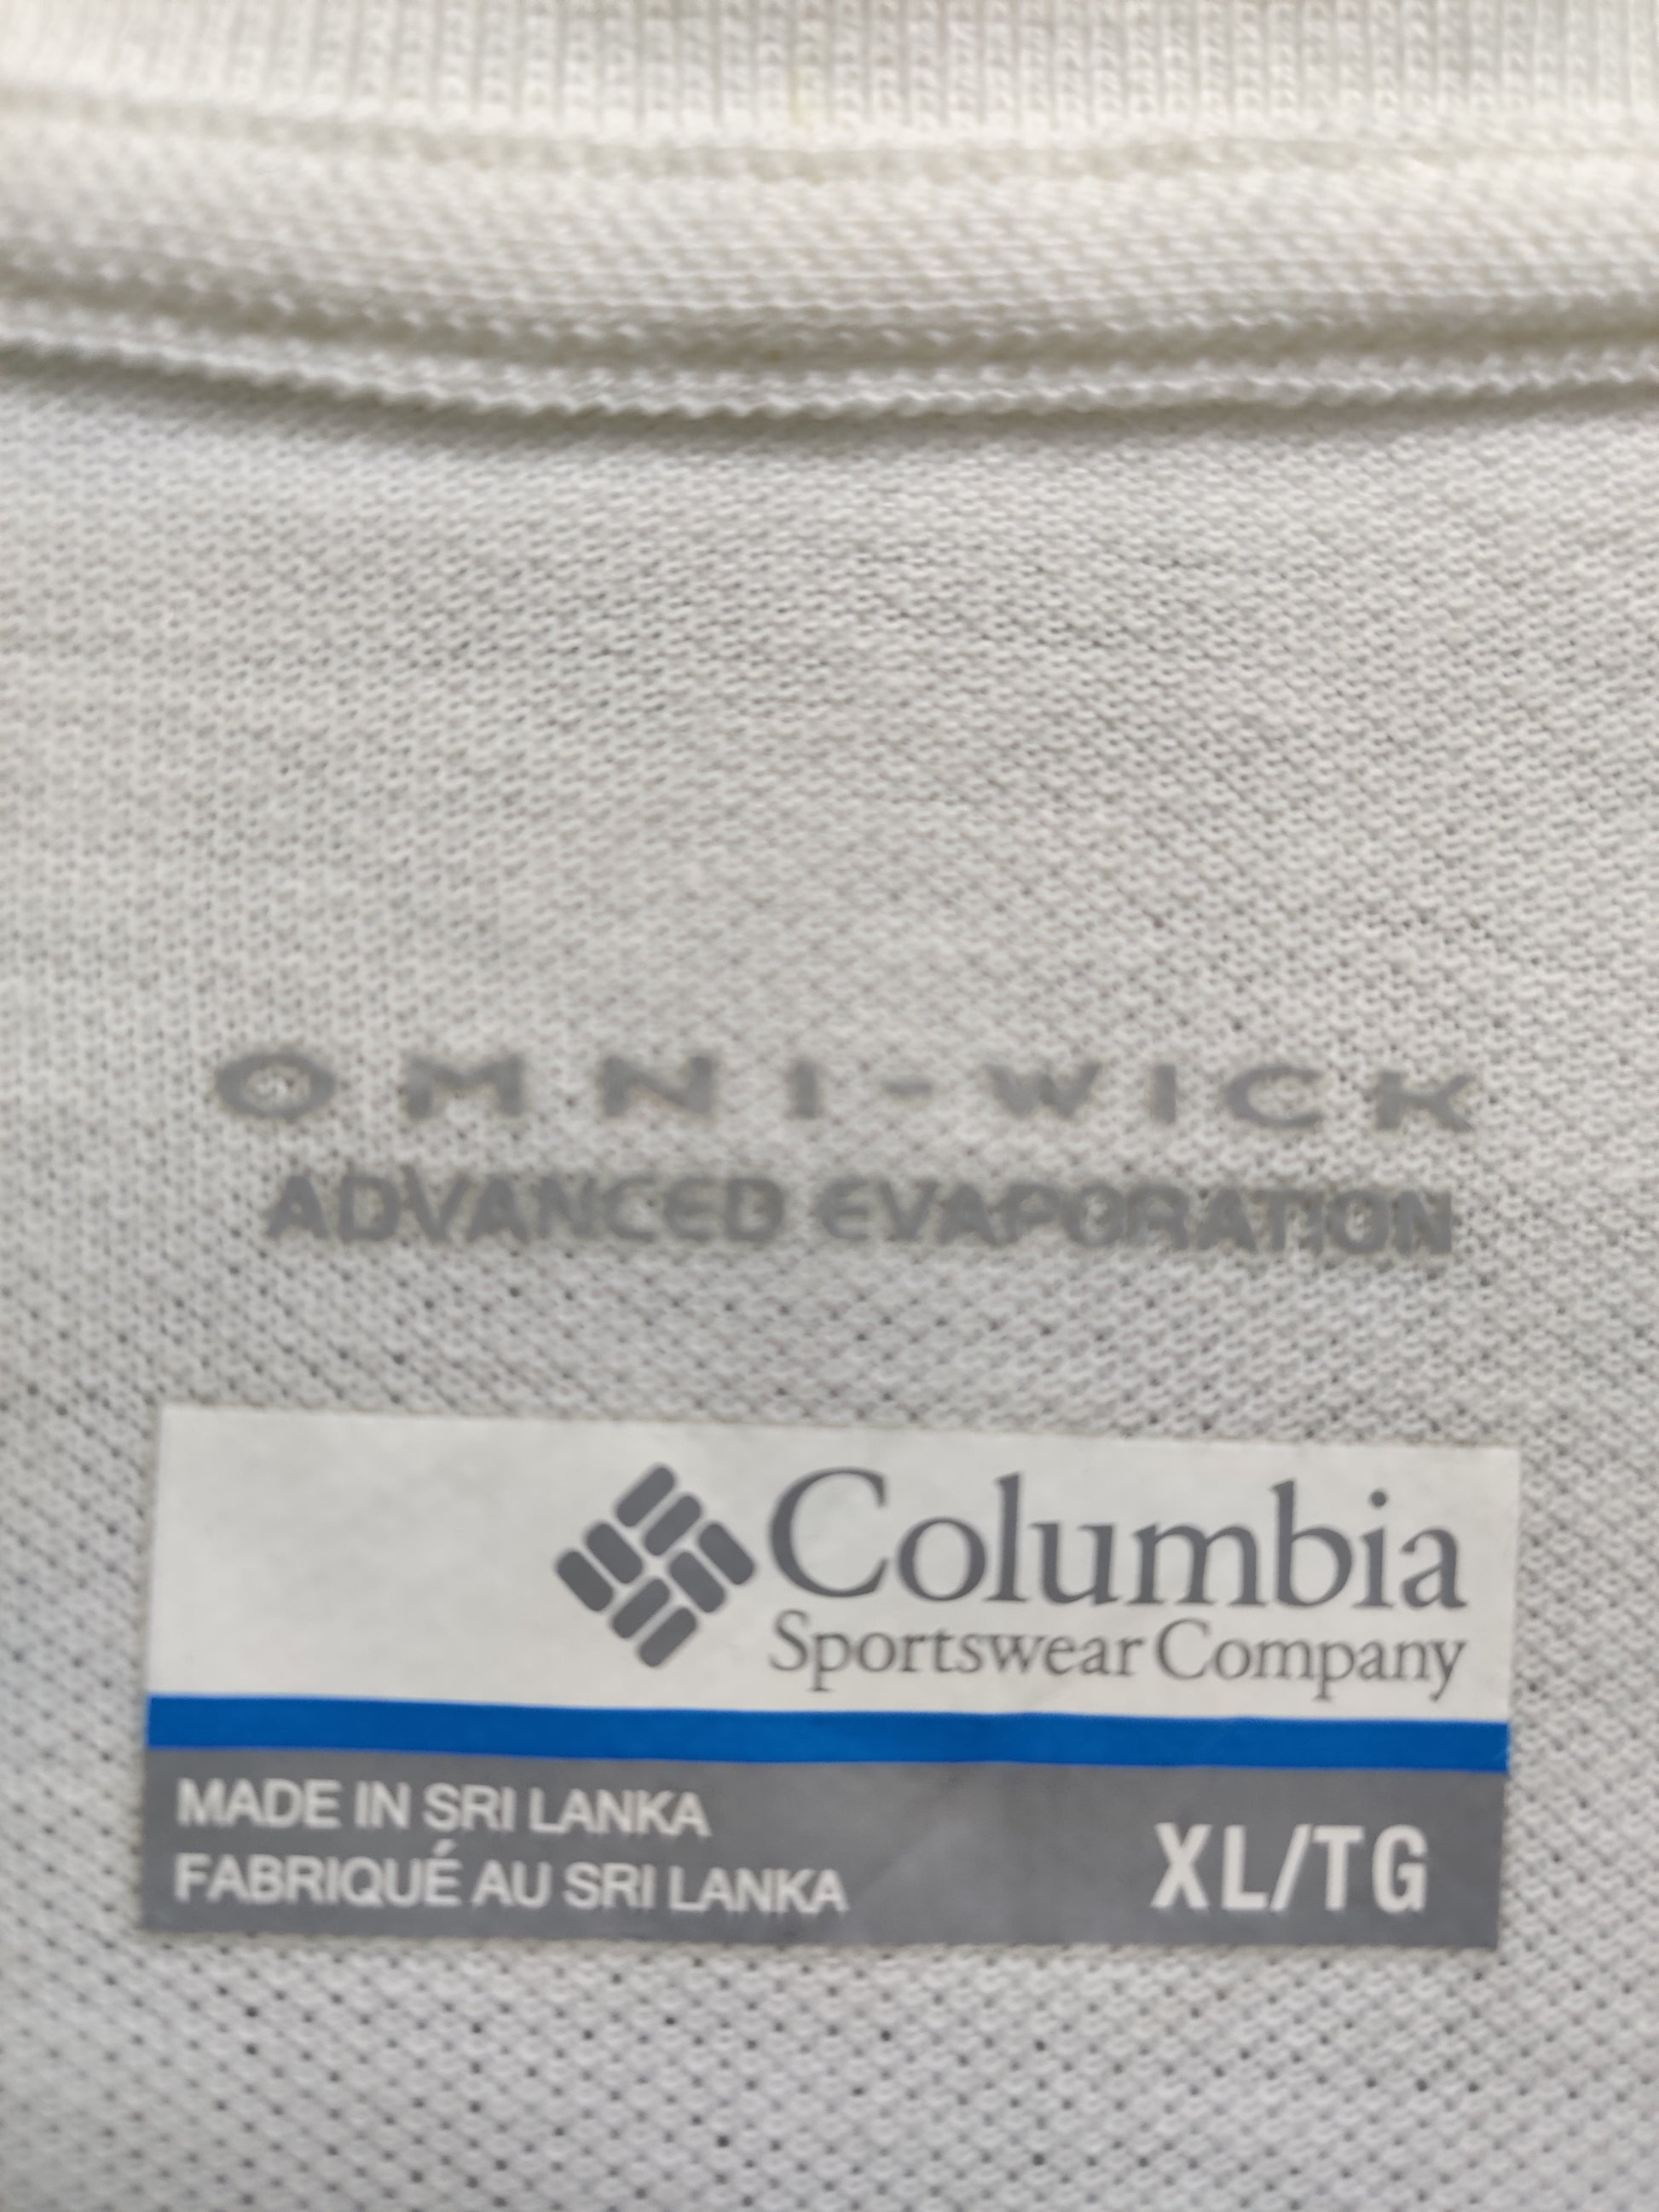 OMNI-WICK
ADVANCED EVAPORATION
Columbia
Sportswear Company
MADE IN SRI LANKA
FABRIQUÉ AU SRI LANKA
XL/TG